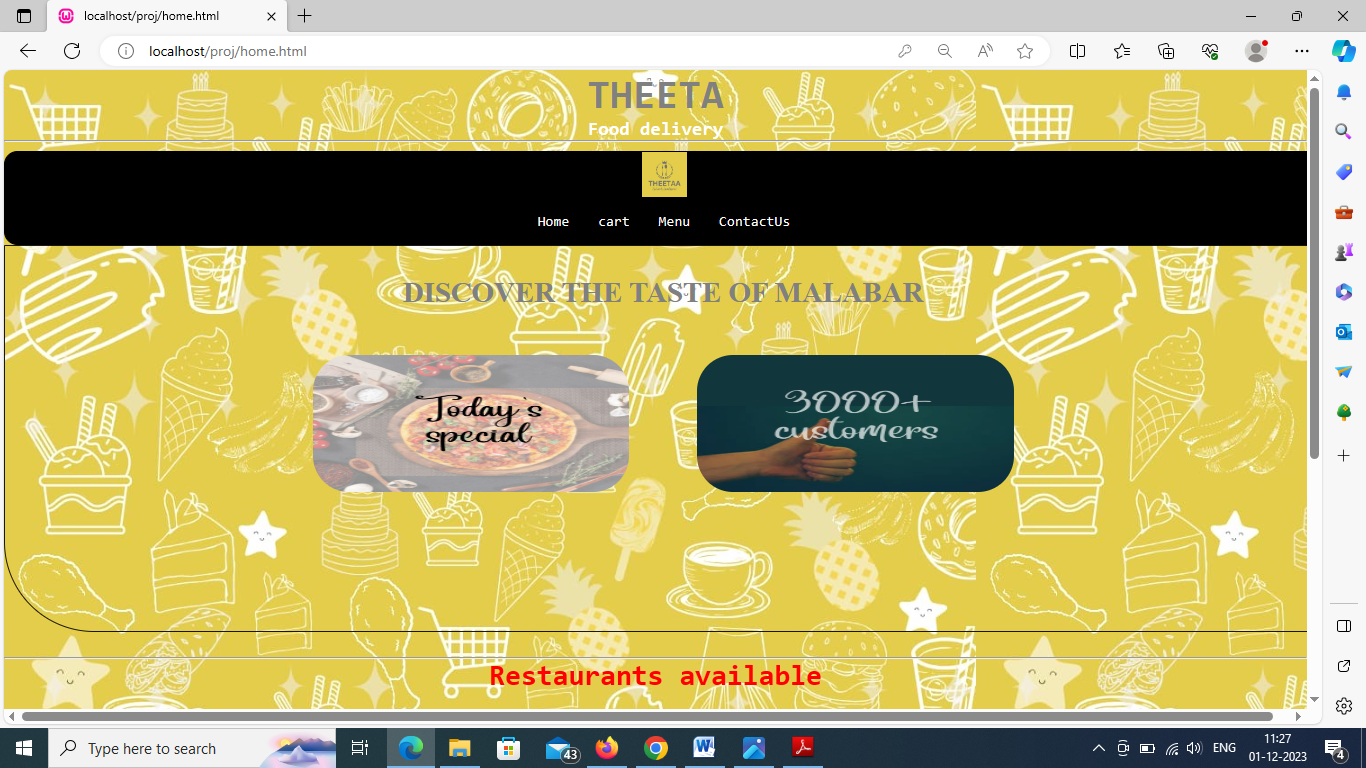 localhost/proj/home.html
localhost/proj/home.html
THEETA
Food delivery
THEETAA
Home cart Menu ContactUs
DISCOVER THE TASTE OF MALABAR
Today's
special
3000+
customers
Restaurants available
Type here to search
43
ENG
11:27
01-12-2023
4